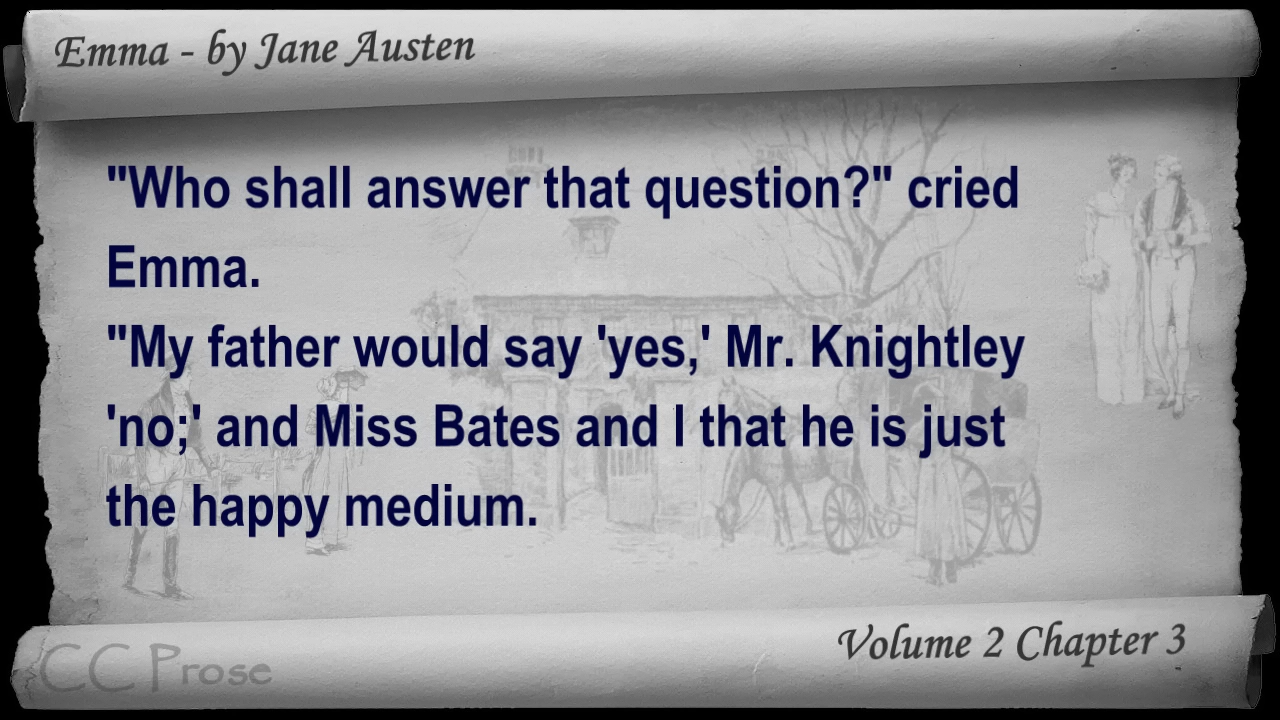 Emma - by Jane Austen
"Who shall answer that question?" cried
Emma.
"My father would say 'yes,' Mr. Knightley
'no;' and Miss Bates and I that he is just
the happy medium.
Volume 2 Chapter 3
CC Prose